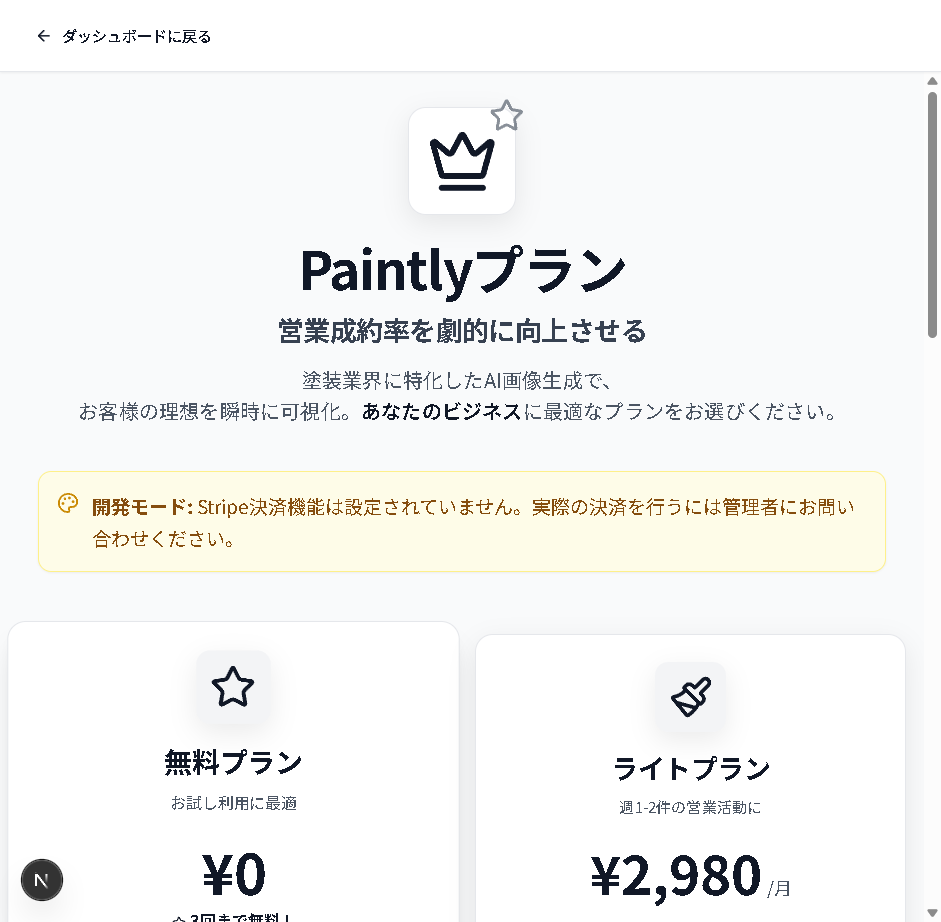 ダッシュボードに戻る
Paintlyプラン
営業成約率を劇的に向上させる
塗装業界に特化したAI画像生成で、
お客様の理想を瞬時に可視化。あなたのビジネスに最適なプランをお選びください。
開発モード: Stripe決済機能は設定されていません。実際の決済を行うには管理者にお問い
合わせください。
無料プラン
お試し利用に最適
¥0
3回まで無料！
ライトプラン
週1-2件の営業活動に
¥2,980 /月
N